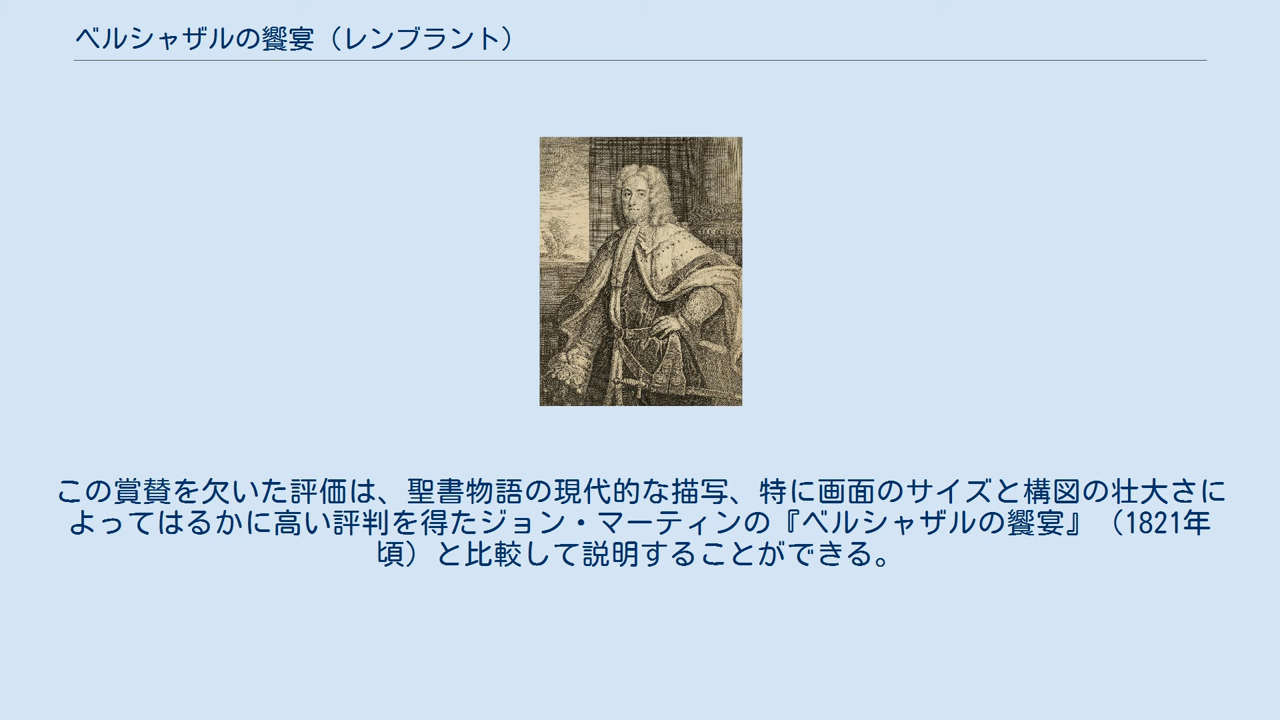 ベルシャザルの饗宴（レンブラント）
この賞賛を欠いた評価は、聖書物語の現代的な描写、特に画面のサイズと構図の壮大さに
よってはるかに高い評判を得たジョン・マーティンの『ベルシャザルの饗宴』（1821年
頃）と比較して説明することができる。